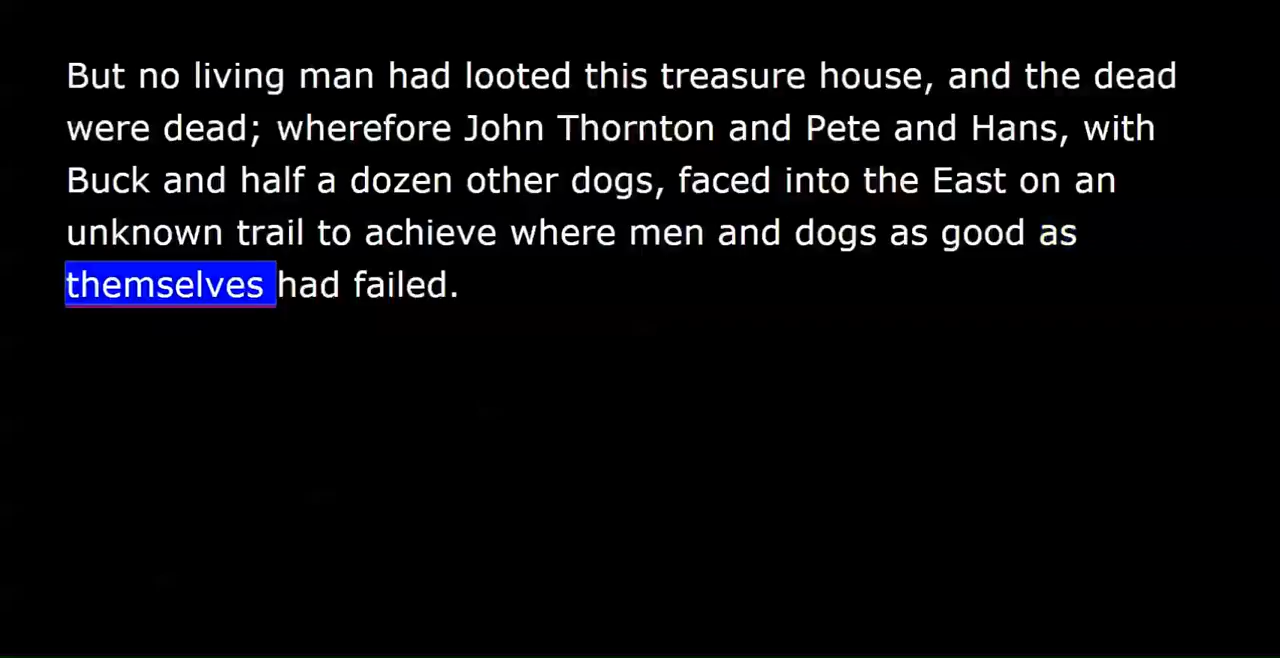 But no living man had looted this treasure house, and the dead
were dead; wherefore John Thornton and Pete and Hans, with
Buck and half a dozen other dogs, faced into the East on an
unknown trail to achieve where men and dogs as good as
themselves had failed.